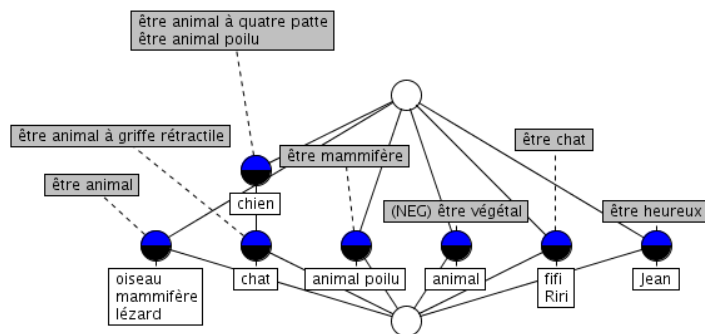 être animal à quatre patte
être animal poilu
être animal à griffe rétractile
être mammifère
être chat
être animal
chien
(NEG) être végétal
être heureux
oiseau
mammifère
lézard
chat
animal poilu
animal
fifi
Riri
Jean